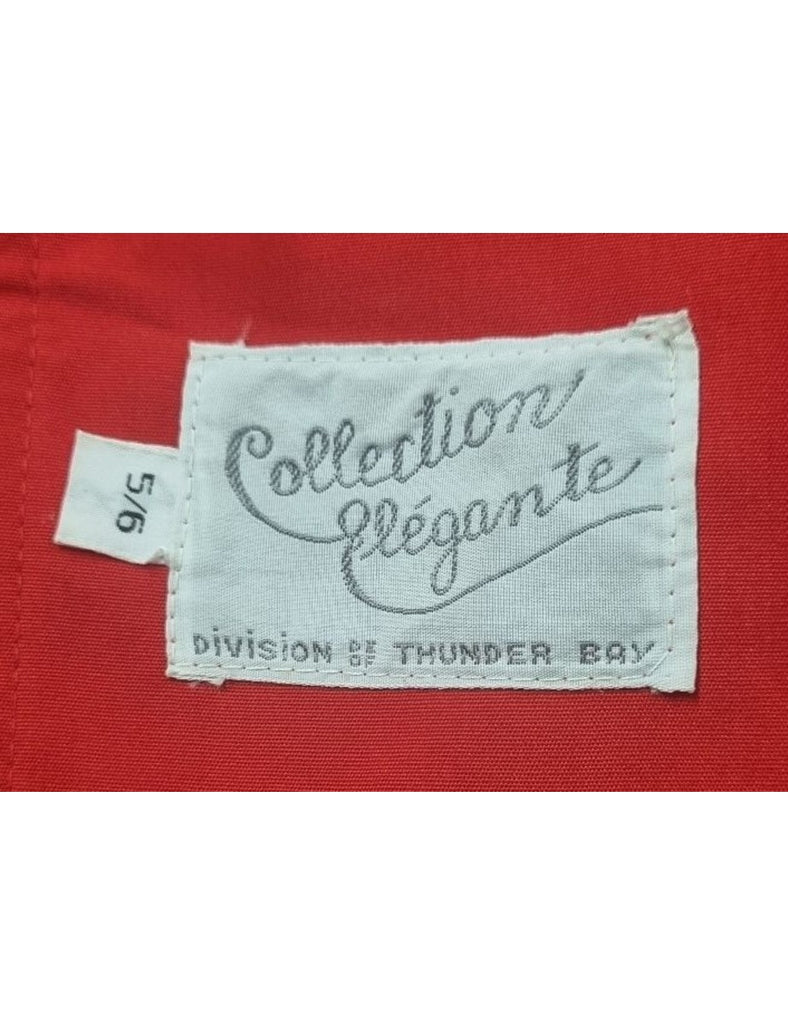 Collection
Elégante
DIVISION DE OF THUNDER BAY
5/6